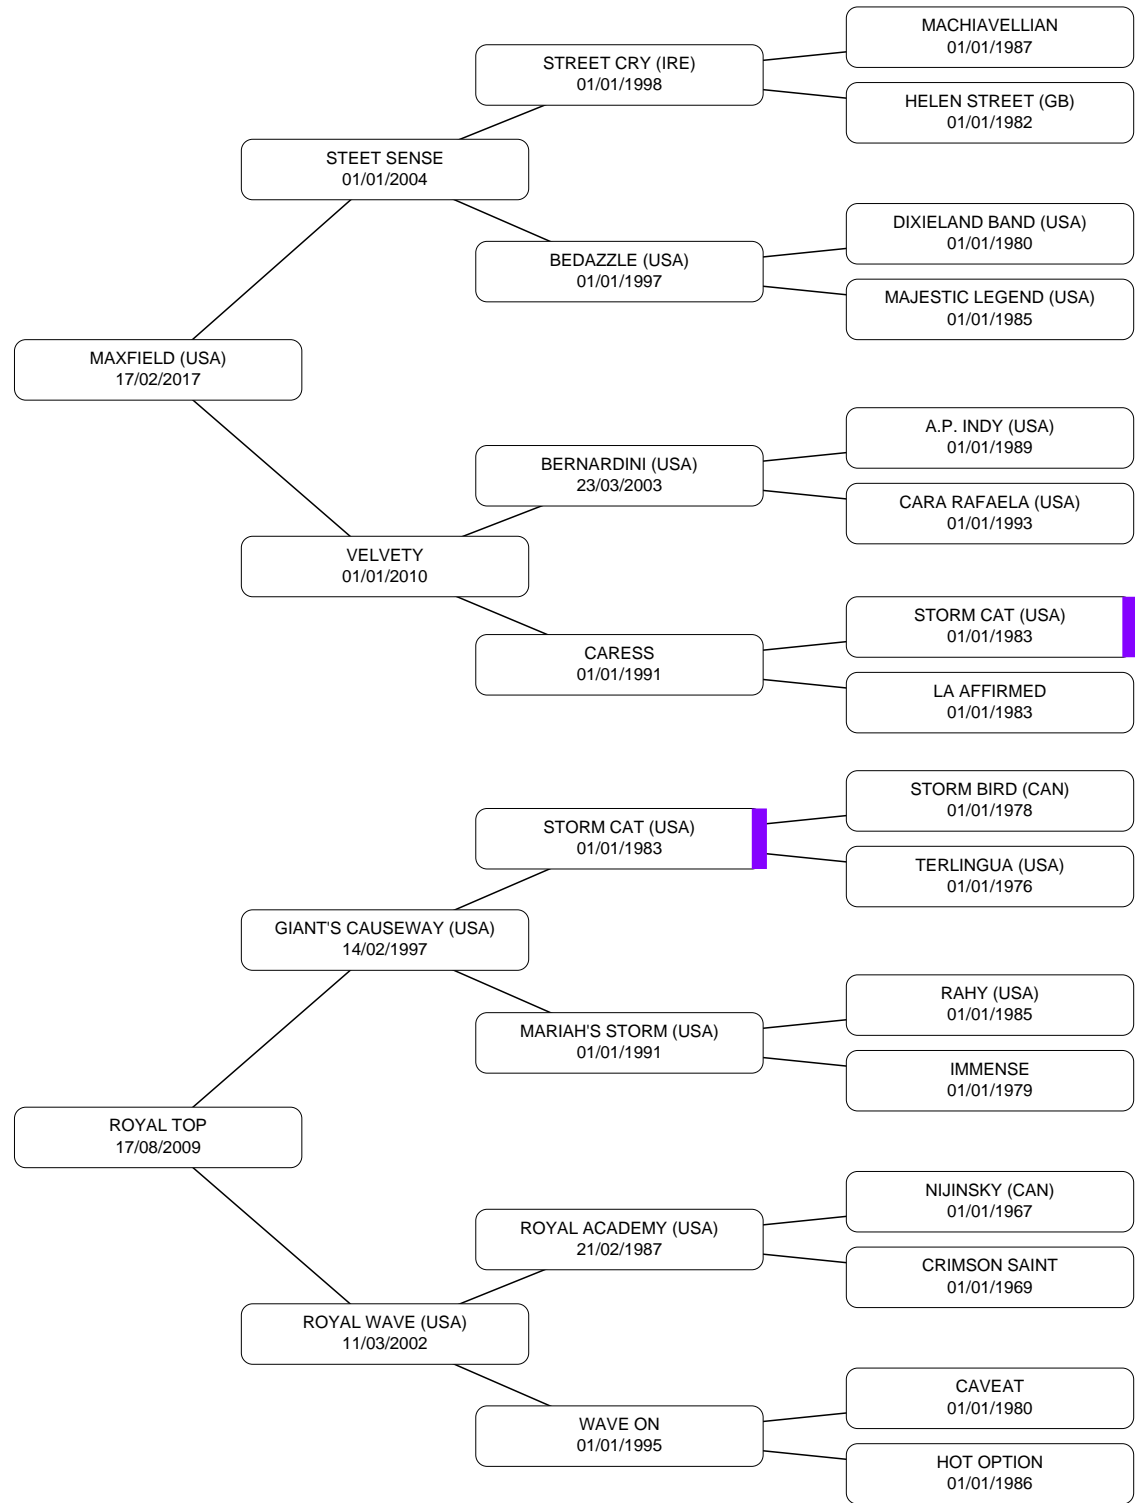 MACHIAVELLIAN
01/01/1987
STREET CRY (IRE)
01/01/1998
HELEN STREET (GB)
01/01/1982
STEET SENSE
01/01/2004
DIXIELAND BAND (USA)
01/01/1980
BEDAZZLE (USA)
01/01/1997
MAJESTIC LEGEND (USA)
01/01/1985
MAXFIELD (USA)
17/02/2017
A.P. INDY (USA)
01/01/1989
BERNARDINI (USA)
23/03/2003
CARA RAFAELA (USA)
01/01/1993
VELVETY
01/01/2010
STORM CAT (USA)
01/01/1983
CARESS
01/01/1991
LA AFFIRMED
01/01/1983
STORM BIRD (CAN)
01/01/1978
STORM CAT (USA)
01/01/1983
TERLINGUA (USA)
01/01/1976
GIANT'S CAUSEWAY (USA)
14/02/1997
RAHY (USA)
01/01/1985
MARIAH'S STORM (USA)
01/01/1991
IMMENSE
01/01/1979
ROYAL TOP
17/08/2009
NIJINSKY (CAN)
01/01/1967
ROYAL ACADEMY (USA)
21/02/1987
CRIMSON SAINT
01/01/1969
ROYAL WAVE (USA)
11/03/2002
CAVEAT
01/01/1980
WAVE ON
01/01/1995
HOT OPTION
01/01/1986